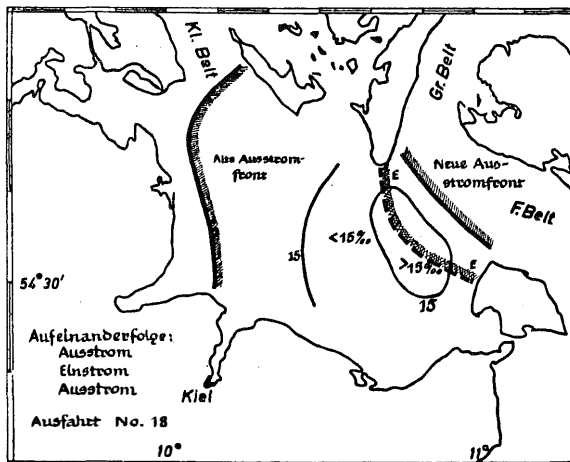 Kl. Belt
Gr. Belt
Alte Ausstrom-
front
E
Neue Aus-
stromfront
F. Belt
<15‰
15
>15‰
E
15
54° 30'
Aufeinanderfolge:
Ausstrom
Einstrom
Ausstrom
Kiel
Ausfahrt No. 18
10°
11°